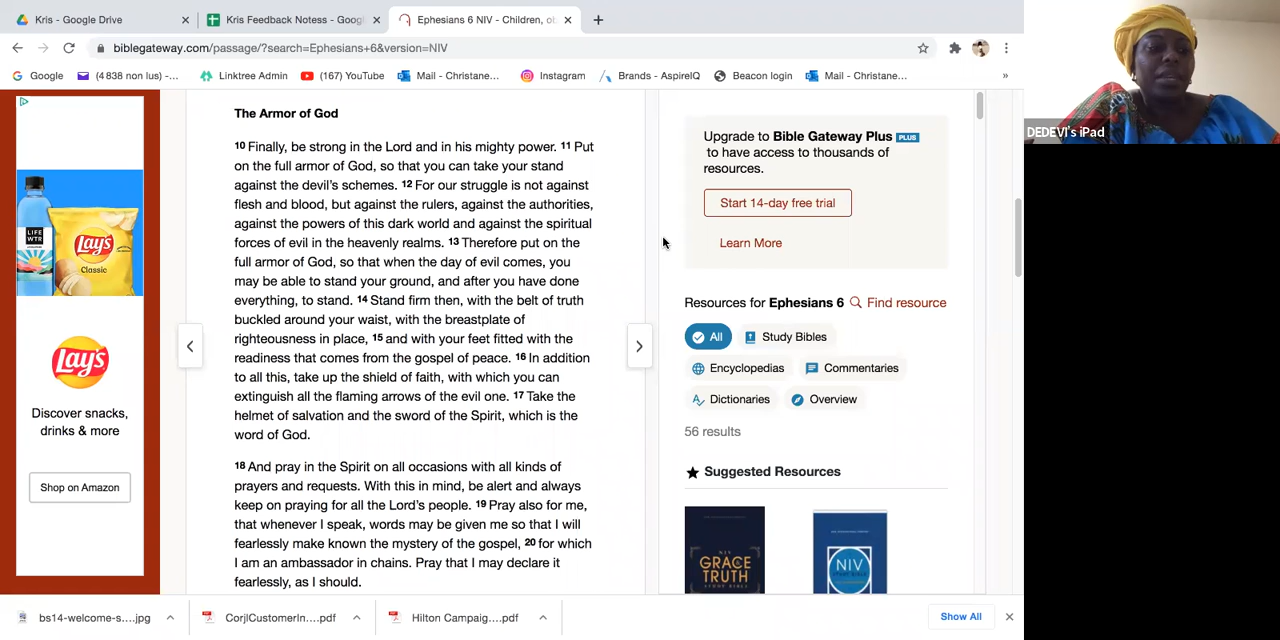 Kris - Google Drive
Kris Feedback Notess - Goog
Ephesians 6 NIV - Children, ob
biblegateway.com/passage/?search=Ephesians+6&version=NIV
Google
(4 838 non lus) -...
Linktree Admin
(167) YouTube
Mail - Christane...
Instagram
Brands - AspireIQ
Beacon login
Mail - Christane...
»
DEDEVI's iPad
The Armor of God
10 Finally, be strong in the Lord and in his mighty power. 11 Put
on the full armor of God, so that you can take your stand
against the devil's schemes. 12 For our struggle is not against
flesh and blood, but against the rulers, against the authorities,
against the powers of this dark world and against the spiritual
forces of evil in the heavenly realms. 13 Therefore put on the
full armor of God, so that when the day of evil comes, you
may be able to stand your ground, and after you have done
everything, to stand. 14 Stand firm then, with the belt of truth
buckled around your waist, with the breastplate of
righteousness in place, 15 and with your feet fitted with the
readiness that comes from the gospel of peace. 16 In addition
to all this, take up the shield of faith, with which you can
extinguish all the flaming arrows of the evil one. 17 Take the
helmet of salvation and the sword of the Spirit, which is the
word of God.
18 And pray in the Spirit on all occasions with all kinds of
prayers and requests. With this in mind, be alert and always
keep on praying for all the Lord's people. 19 Pray also for me,
that whenever I speak, words may be given me so that I will
fearlessly make known the mystery of the gospel, 20 for which
I am an ambassador in chains. Pray that I may declare it
fearlessly, as I should.
LIFE
WTR
Lay's
Classic
Lay's
Discover snacks,
drinks & more
Shop on Amazon
Upgrade to Bible Gateway Plus PLUS
to have access to thousands of
resources.
Start 14-day free trial
Learn More
Resources for Ephesians 6
Find resource
All
Study Bibles
Encyclopedias
Commentaries
Dictionaries
Overview
56 results
Suggested Resources
NIV
GRACE
TRUTH
NIV
bs14-welcome-s....jpg
CorjlCustomerIn....pdf
Hilton Campaig....pdf
Show All